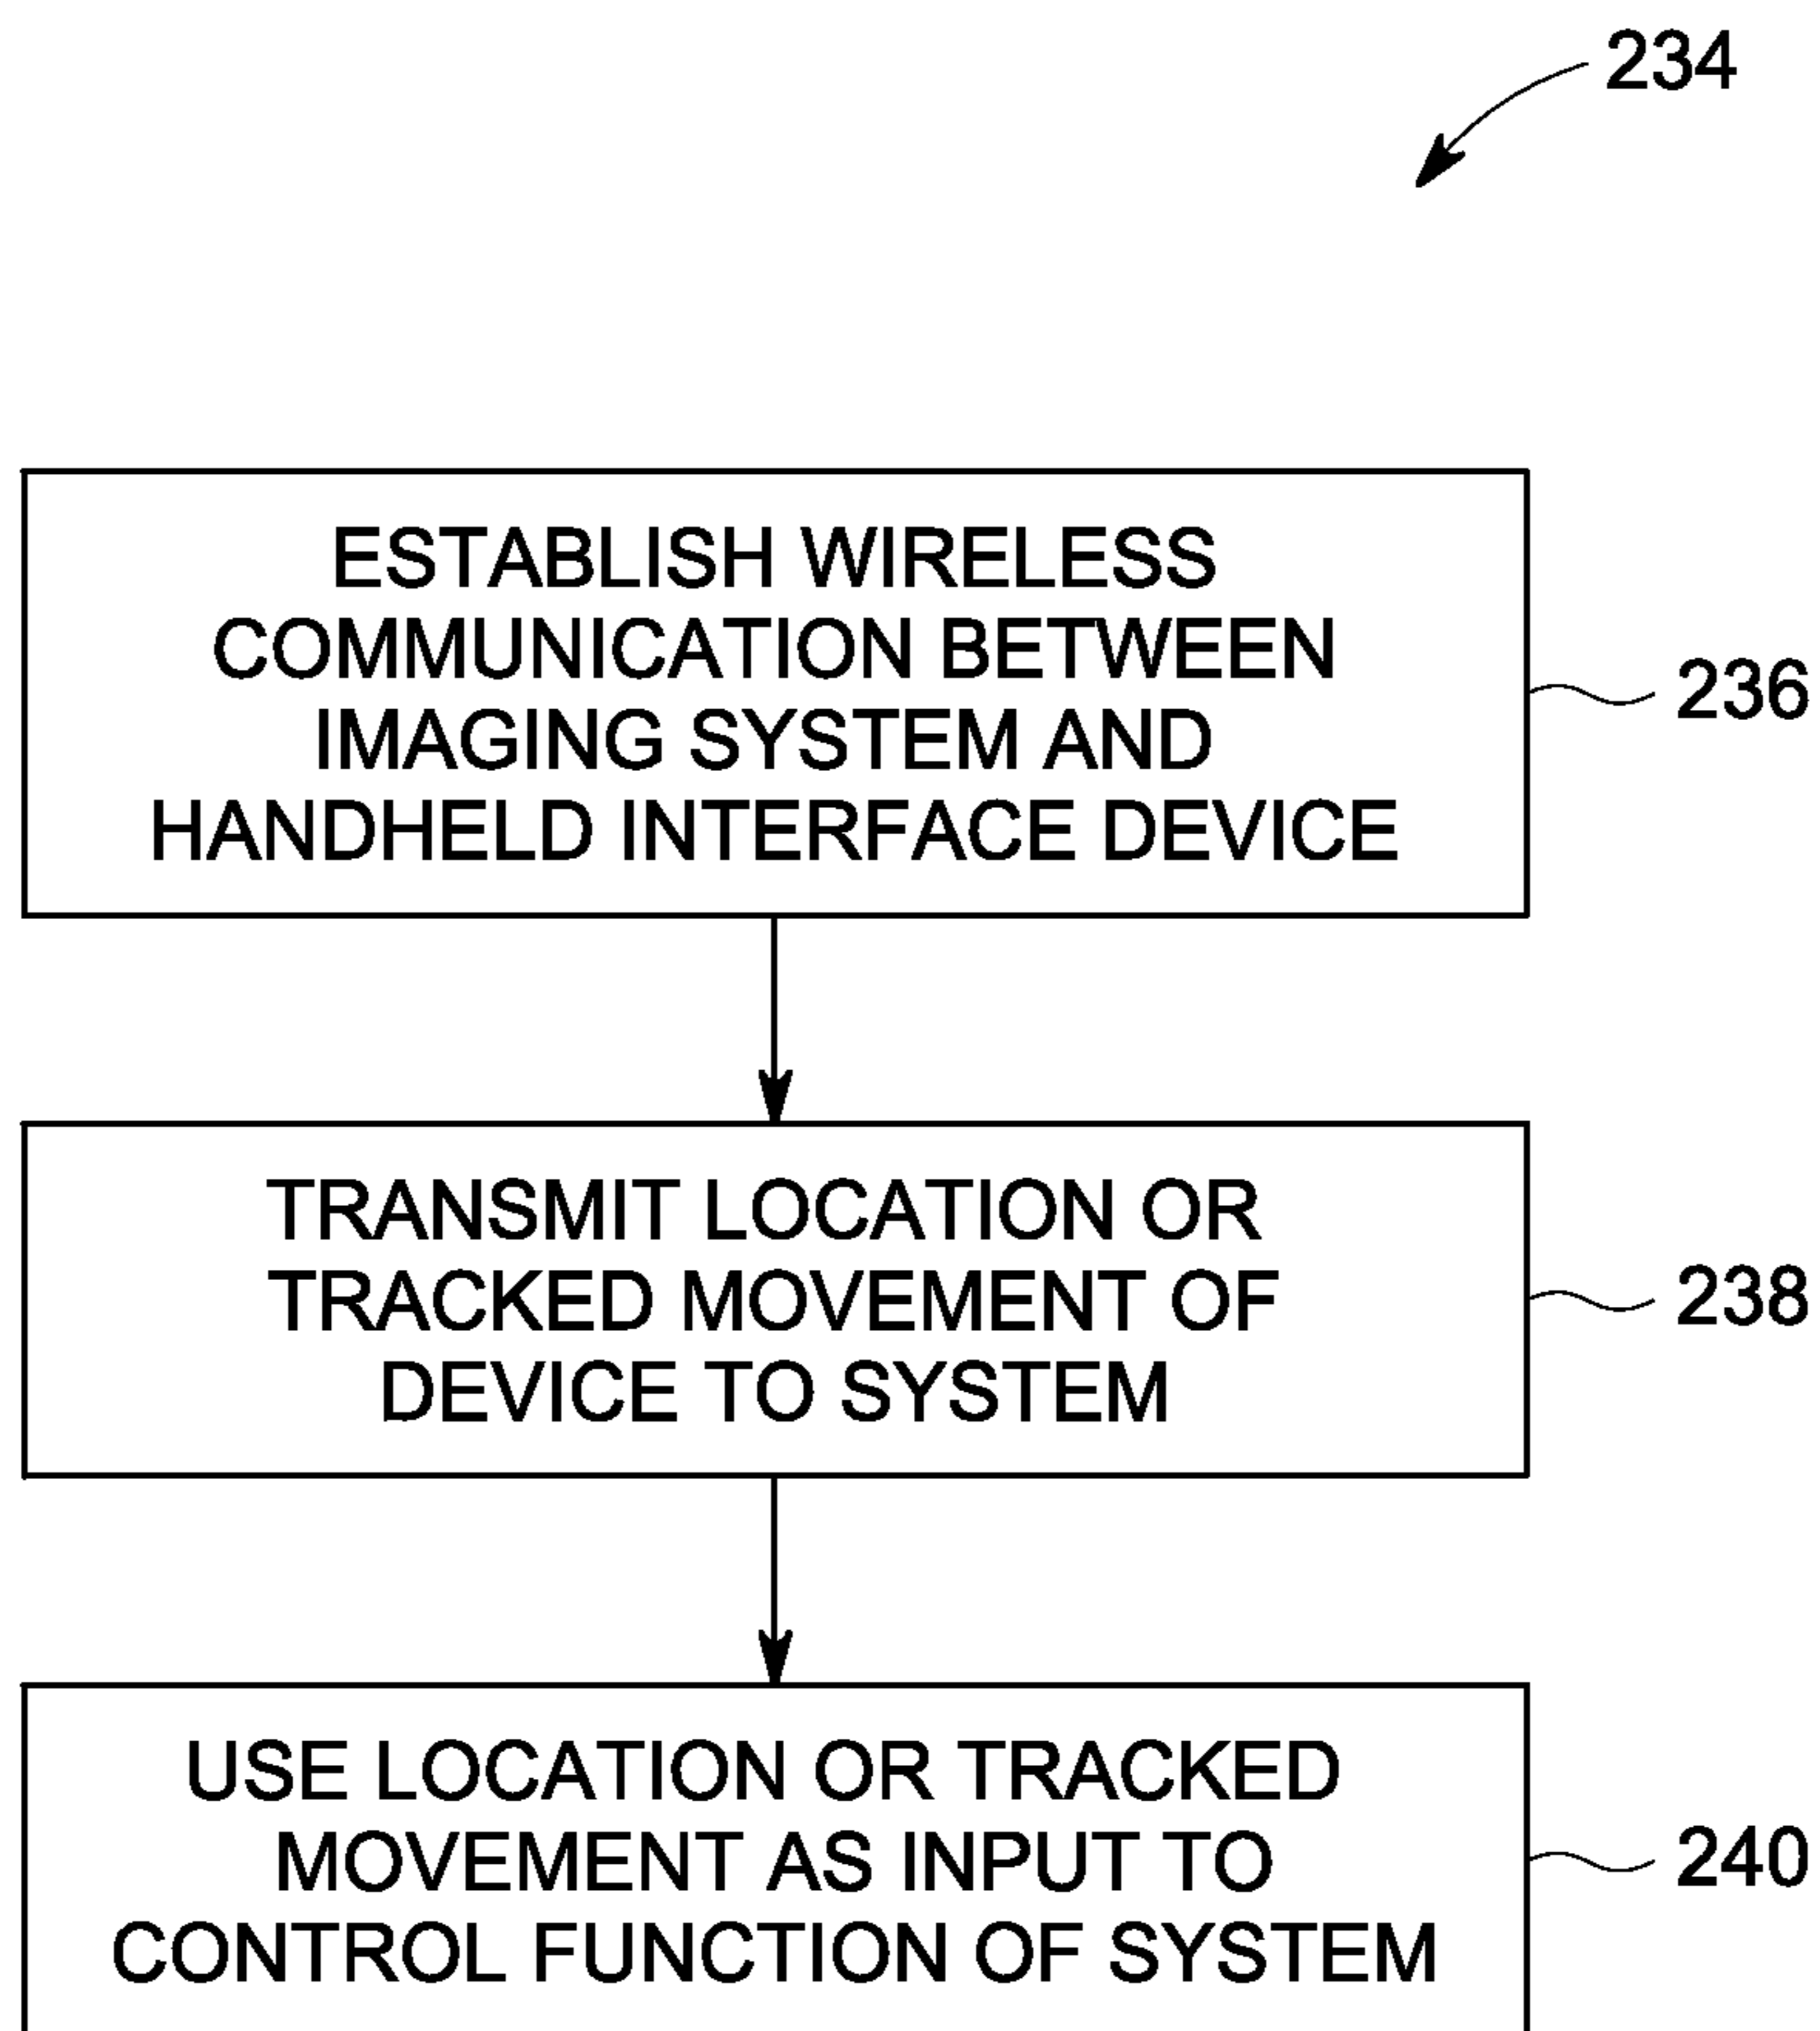 234
ESTABLISH WIRELESS
COMMUNICATION BETWEEN
IMAGING SYSTEM AND
HANDHELD INTERFACE DEVICE
236
TRANSMIT LOCATION OR
TRACKED MOVEMENT OF
DEVICE TO SYSTEM
238
USE LOCATION OR TRACKED
MOVEMENT AS INPUT TO
CONTROL FUNCTION OF SYSTEM
240